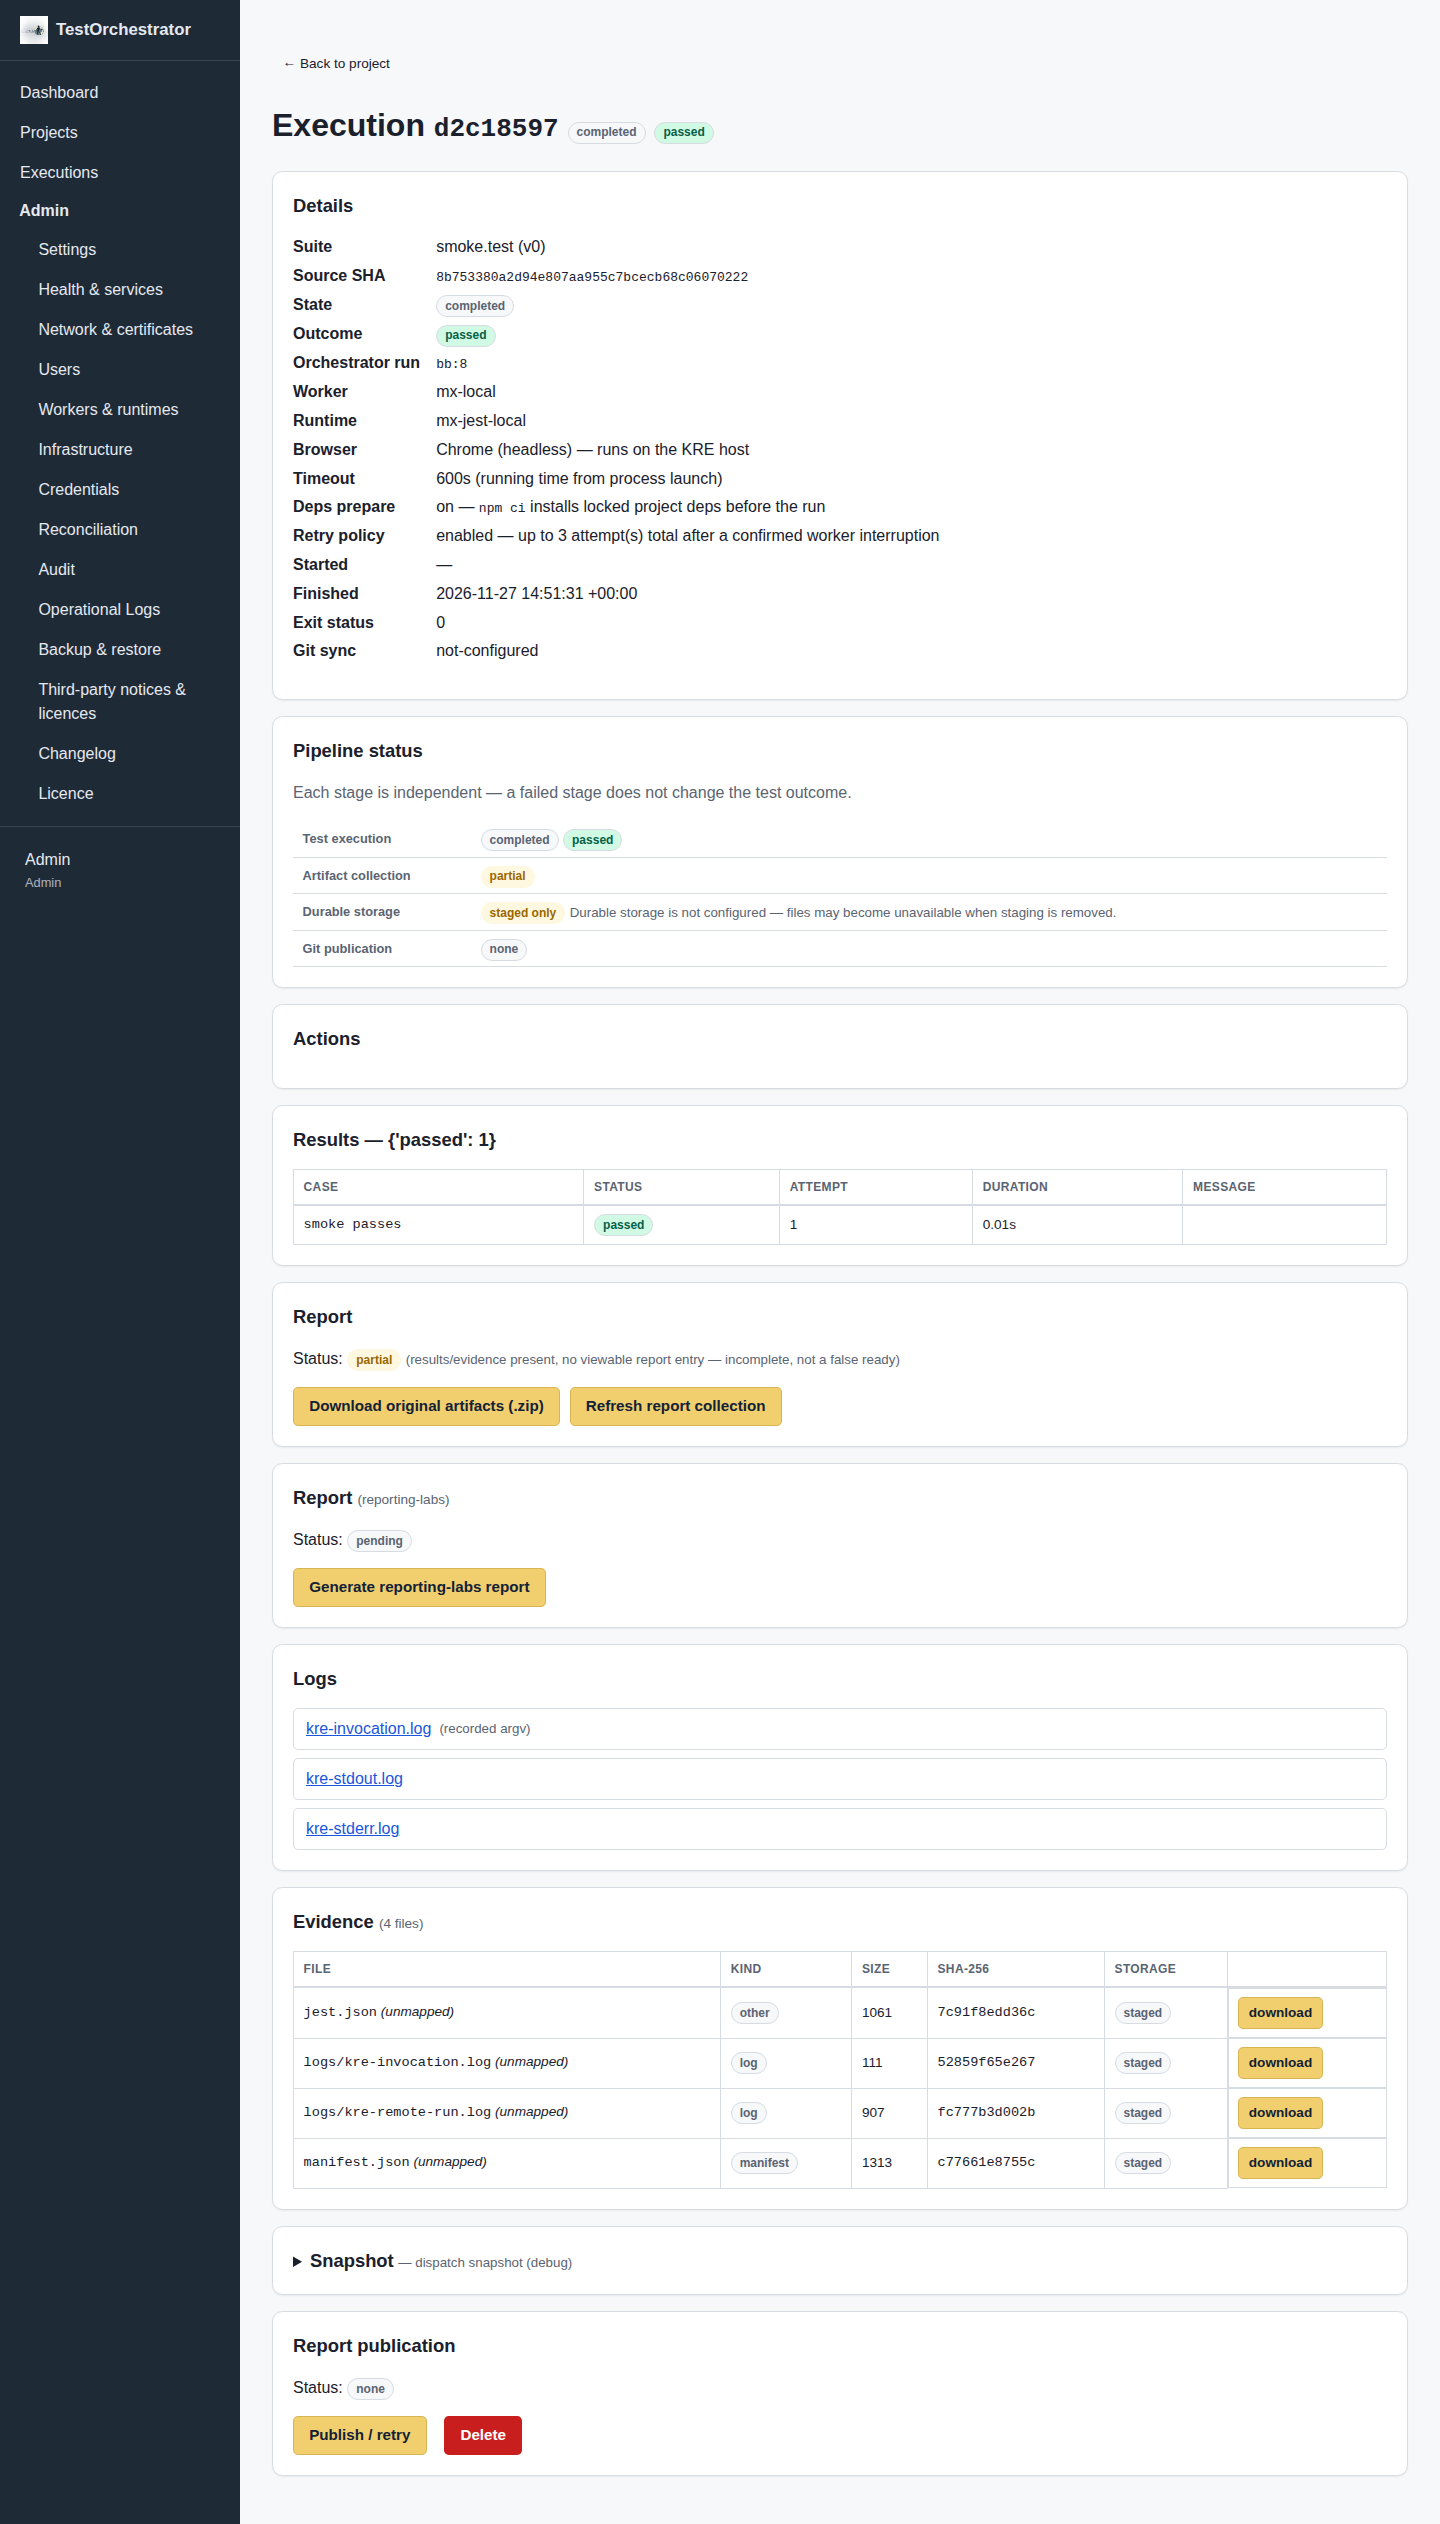 TestOrchestrator
Dashboard
Projects
Executions
Admin
Settings
Health & services
Network & certificates
Users
Workers & runtimes
Infrastructure
Credentials
Reconciliation
Audit
Operational Logs
Backup & restore
Third-party notices &
licences
Changelog
Licence
Admin
Admin
← Back to project
Execution d2c18597 completed passed
Details
Suite smoke.test (v0)
Source SHA 8b753380a2d94e807aa955c7bcecb68c06070222
State completed
Outcome passed
Orchestrator run bb:8
Worker mx-local
Runtime mx-jest-local
Browser Chrome (headless) — runs on the KRE host
Timeout 600s (running time from process launch)
Deps prepare on — npm ci installs locked project deps before the run
Retry policy enabled — up to 3 attempt(s) total after a confirmed worker interruption
Started —
Finished 2026-11-27 14:51:31 +00:00
Exit status 0
Git sync not-configured
Pipeline status
Each stage is independent — a failed stage does not change the test outcome.
Test execution completed passed
Artifact collection partial
Durable storage staged only Durable storage is not configured — files may become unavailable when staging is removed.
Git publication none
Actions
Results — {'passed': 1}
CASE STATUS ATTEMPT DURATION MESSAGE
smoke passes passed 1 0.01s
Report
Status: partial (results/evidence present, no viewable report entry — incomplete, not a false ready)
Download original artifacts (.zip) Refresh report collection
Report (reporting-labs)
Status: pending
Generate reporting-labs report
Logs
kre-invocation.log (recorded argv)
kre-stdout.log
kre-stderr.log
Evidence (4 files)
FILE KIND SIZE SHA-256 STORAGE
jest.json (unmapped) other 1061 7c91f8edd36c staged download
logs/kre-invocation.log (unmapped) log 111 52859f65e267 staged download
logs/kre-remote-run.log (unmapped) log 907 fc777b3d002b staged download
manifest.json (unmapped) manifest 1313 c77661e8755c staged download
Snapshot — dispatch snapshot (debug)
Report publication
Status: none
Publish / retry Delete